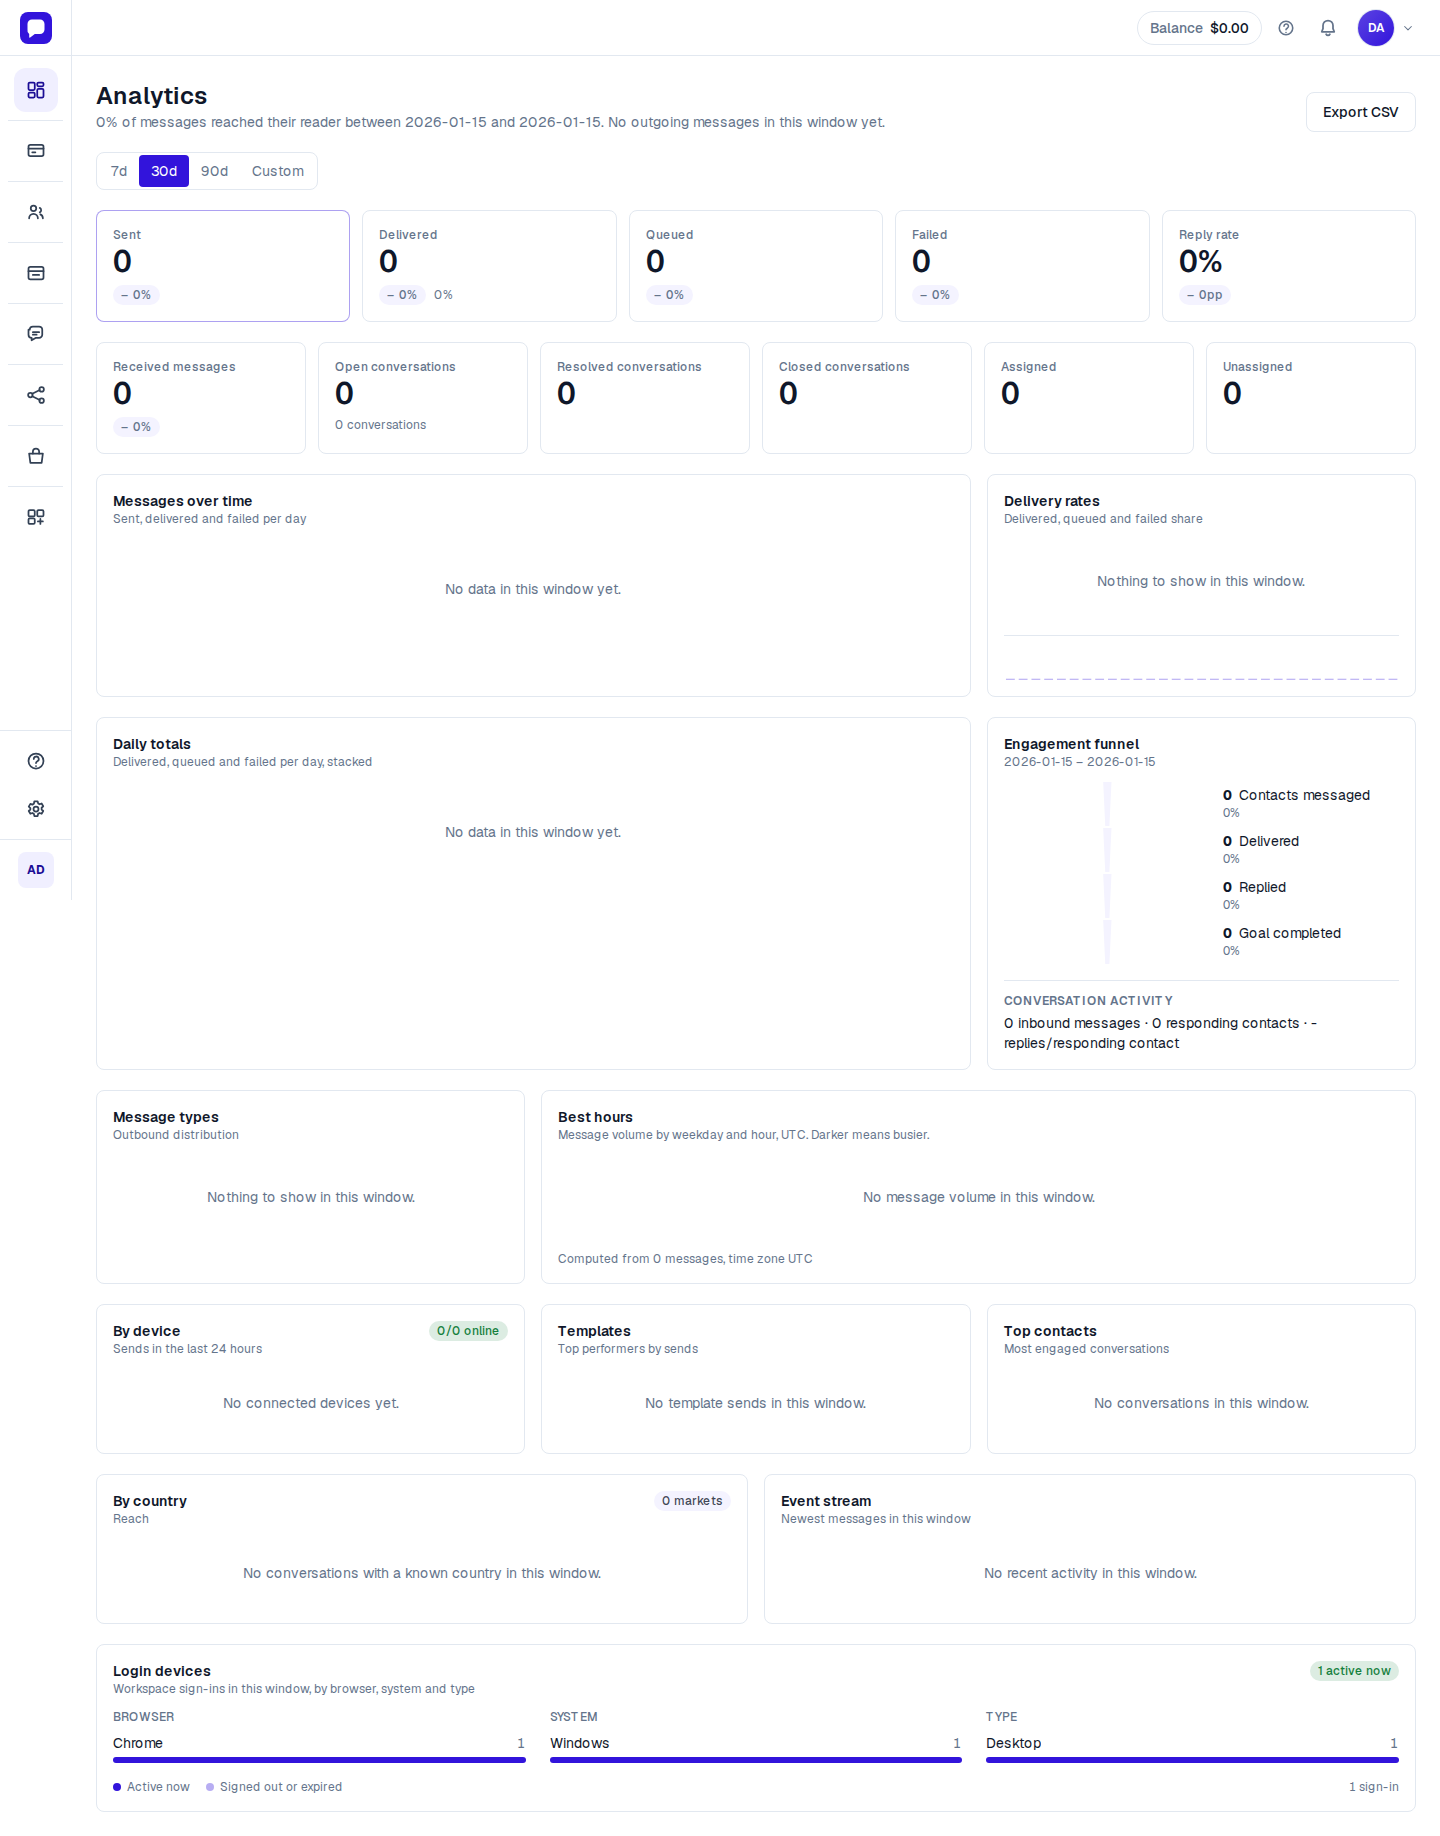 Balance $0.00
DA
Analytics
0% of messages reached their reader between 2026-01-15 and 2026-01-15. No outgoing messages in this window yet.
Export CSV
7d 30d 90d Custom
Sent
0
– 0%
Delivered
0
– 0% 0%
Queued
0
– 0%
Failed
0
– 0%
Reply rate
0%
– 0pp
Received messages
0
– 0%
Open conversations
0
0 conversations
Resolved conversations
0
Closed conversations
0
Assigned
0
Unassigned
0
Messages over time
Sent, delivered and failed per day
No data in this window yet.
Delivery rates
Delivered, queued and failed share
Nothing to show in this window.
Daily totals
Delivered, queued and failed per day, stacked
No data in this window yet.
Engagement funnel
2026-01-15 – 2026-01-15
0 Contacts messaged
0%
0 Delivered
0%
0 Replied
0%
0 Goal completed
0%
CONVERSATION ACTIVITY
0 inbound messages · 0 responding contacts · -
replies/responding contact
AD
Message types
Outbound distribution
Nothing to show in this window.
Best hours
Message volume by weekday and hour, UTC. Darker means busier.
No message volume in this window.
Computed from 0 messages, time zone UTC
By device
0/0 online
Sends in the last 24 hours
No connected devices yet.
Templates
Top performers by sends
No template sends in this window.
Top contacts
Most engaged conversations
No conversations in this window.
By country
0 markets
Reach
No conversations with a known country in this window.
Event stream
Newest messages in this window
No recent activity in this window.
Login devices
1 active now
Workspace sign-ins in this window, by browser, system and type
BROWSER
Chrome 1
SYSTEM
Windows 1
TYPE
Desktop 1
Active now Signed out or expired
1 sign-in